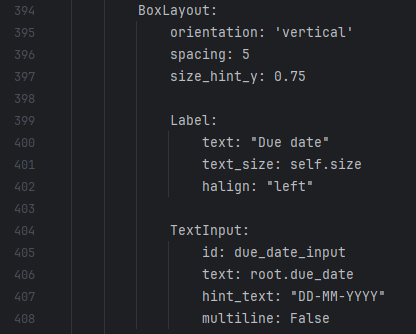 394 BoxLayout:
395 orientation: 'vertical'
396 spacing: 5
397 size_hint_y: 0.75
398
399 Label:
400 text: "Due date"
401 text_size: self.size
402 halign: "left"
403
404 TextInput:
405 id: due_date_input
406 text: root.due_date
407 hint_text: "DD-MM-YYYY"
408 multiline: False